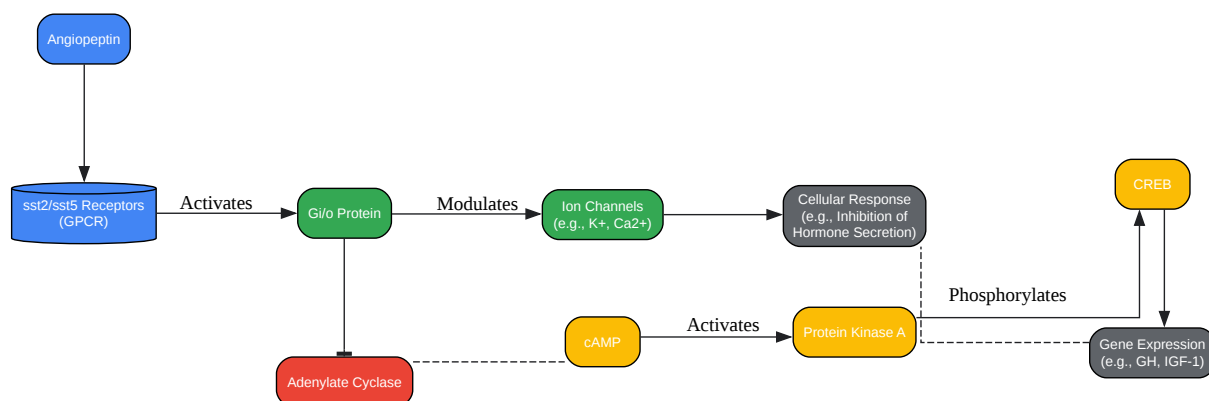 Angiopeptin
sst2/sst5 Receptors
(GPCR)
Activates
Gi/o Protein
Modulates
Ion Channels
(e.g., K+, Ca2+)
Cellular Response
(e.g., Inhibition of
Hormone Secretion)
CREB
Adenylate Cyclase
cAMP
Activates
Protein Kinase A
Phosphorylates
Gene Expression
(e.g., GH, IGF-1)